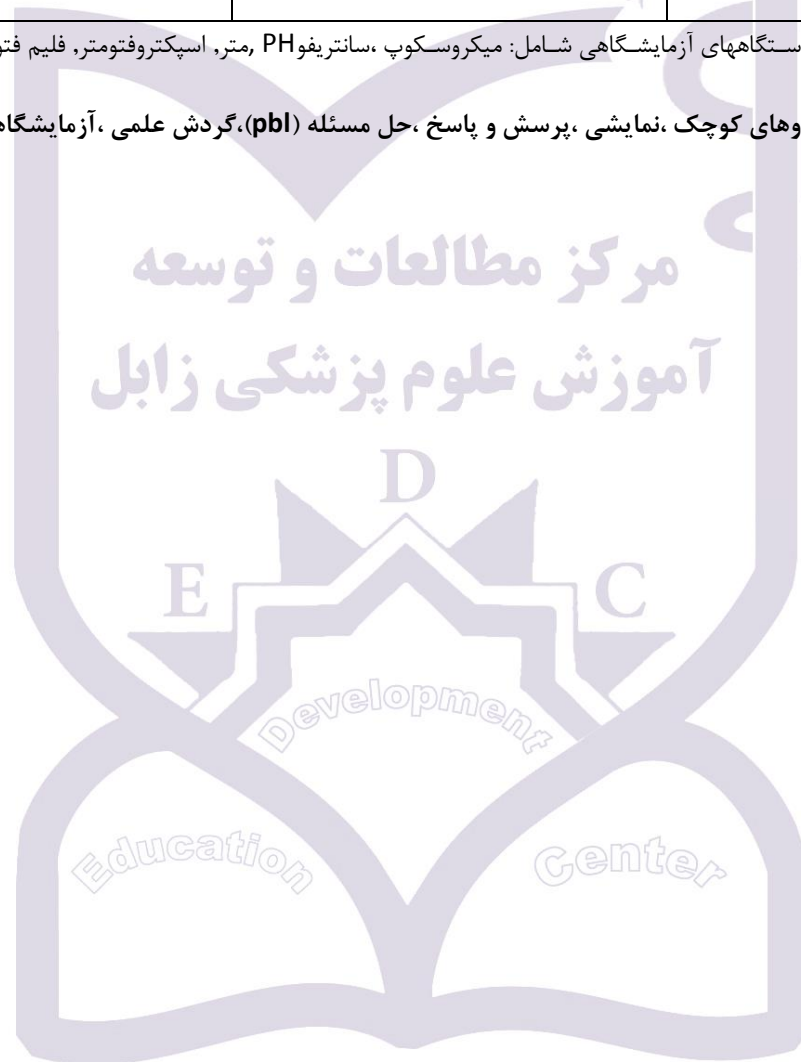 ستگاههای آزمایشگاهی شامل: میکروسکوپ ،سانتریفوPH ,متر, اسپکتروفتومتر, فلیم فتو
وهای کوچک ،نمایشی ،پرسش و پاسخ ،حل مسئله (pbl)،گردش علمی ،آزمایشگاه
مرکز مطالعات و توسعه
آموزش علوم پزشکی زابل
D
E C
Development
Education Center